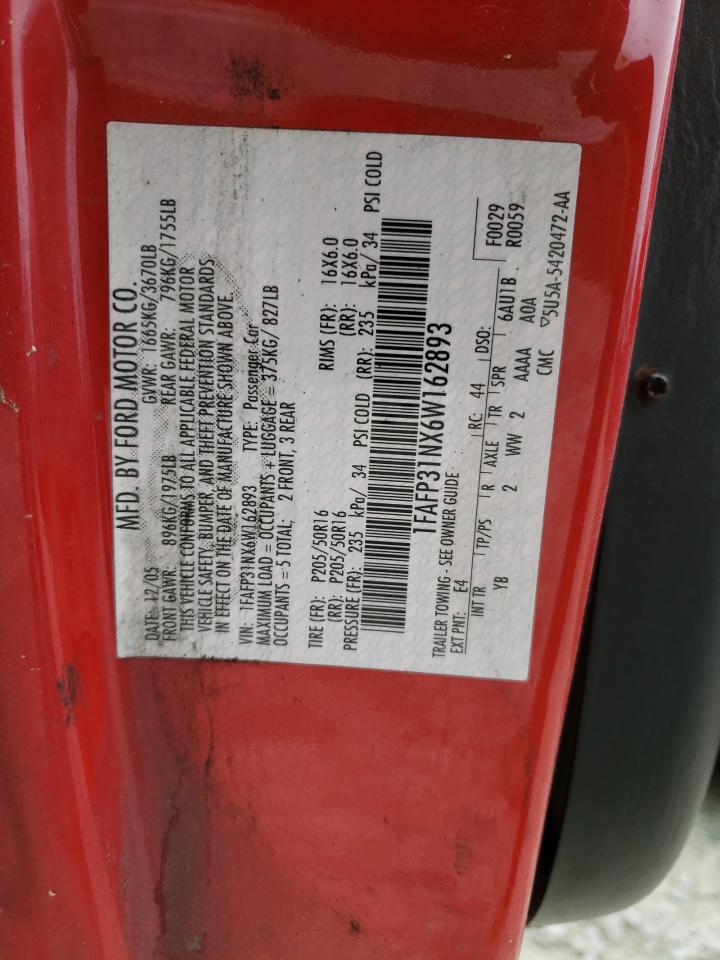 MFD. BY FORD MOTOR CO.
DATE: 12/05 GVWR: 1665KG/3670LB
FRONT GAWR: 896KG/1975LB REAR GAWR: 796KG/1755LB
THIS VEHICLE CONFORMS TO ALL APPLICABLE FEDERAL MOTOR
VEHICLE SAFETY, BUMPER, AND THEFT PREVENTION STANDARDS
IN EFFECT ON THE DATE OF MANUFACTURE SHOWN ABOVE.
VIN: 1FAFP31NX6W162893 TYPE: Passenger Car
MAXIMUM LOAD = OCCUPANTS + LUGGAGE = 375KG/ 827LB
OCCUPANTS = 5 TOTAL; 2 FRONT, 3 REAR
TIRE (FR): P205/50R16 RIMS (FR): 16X6.0
(RR): P205/50R16 (RR): 16X6.0
PRESSURE (FR): 235 kPa/ 34 PSI COLD (RR): 235 kPa/ 34 PSI COLD
1FAFP31NX6W162893
TRAILER TOWING - SEE OWNER GUIDE
EXT PNT: E4 RC: 44 DSO: F0029
INT TR TP/PS R AXLE TR SPR 6AU1B R0059
YB 2 WW 2 AAAA A0A
CMC ▽5U5A-5420472-AA